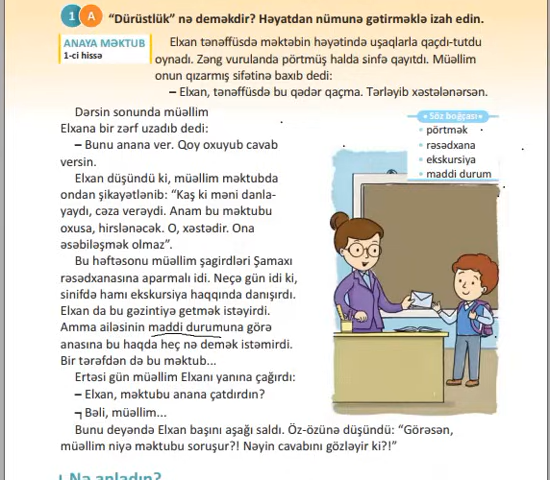 1 A "Dürüstlük" nə deməkdir? Həyatdan nümunə gətirməklə izah edin.
ANAYA MƏKTUB
1-ci hissə
Elxan tənəffüsdə məktəbin həyətində uşaqlarla qaçdı-tutdu
oynadı. Zəng vurulanda pörtmüş halda sinfə qayıtdı. Müəllim
onun qızarmış sifətinə baxıb dedi:
– Elxan, tənəffüsdə bu qədər qaçma. Tərləyib xəstələnərsən.
Dərsin sonunda müəllim
Elxana bir zərf uzadıb dedi:
– Bunu anana ver. Qoy oxuyub cavab
versin.
Elxan düşündü ki, müəllim məktubda
ondan şikayətlənib: "Kaş ki məni danla-
yaydı, cəza verəydi. Anam bu məktubu
oxusa, hirslənəcək. O, xəstədir. Ona
əsəbiləşmək olmaz".
Bu həftəsonu müəllim şagirdləri Şamaxı
rəsədxanasına aparmalı idi. Neçə gün idi ki,
sinifdə hamı ekskursiya haqqında danışırdı.
Elxan da bu gəzintiyə getmək istəyirdi.
Amma ailəsinin maddi durumuna görə
anasına bu haqda heç nə demək istəmirdi.
Bir tərəfdən də bu məktub...
Ertəsi gün müəllim Elxanı yanına çağırdı:
– Elxan, məktubu anana çatdırdın?
– Bəli, müəllim...
Bunu deyəndə Elxan başını aşağı saldı. Öz-özünə düşündü: "Görəsən,
müəllim niyə məktubu soruşur?! Nəyin cavabını gözləyir ki?!"
• Söz boğçası •
• pörtmək
• rəsədxana
• ekskursiya
• maddi durum
Nə anladın?